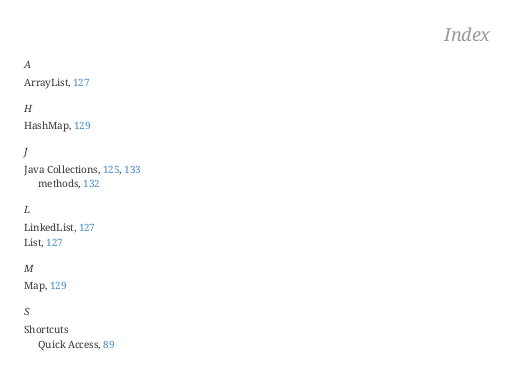 Index
A
ArrayList, 127
H
HashMap, 129
J
Java Collections, 125, 133
methods, 132
L
LinkedList, 127
List, 127
M
Map, 129
S
Shortcuts
Quick Access, 89